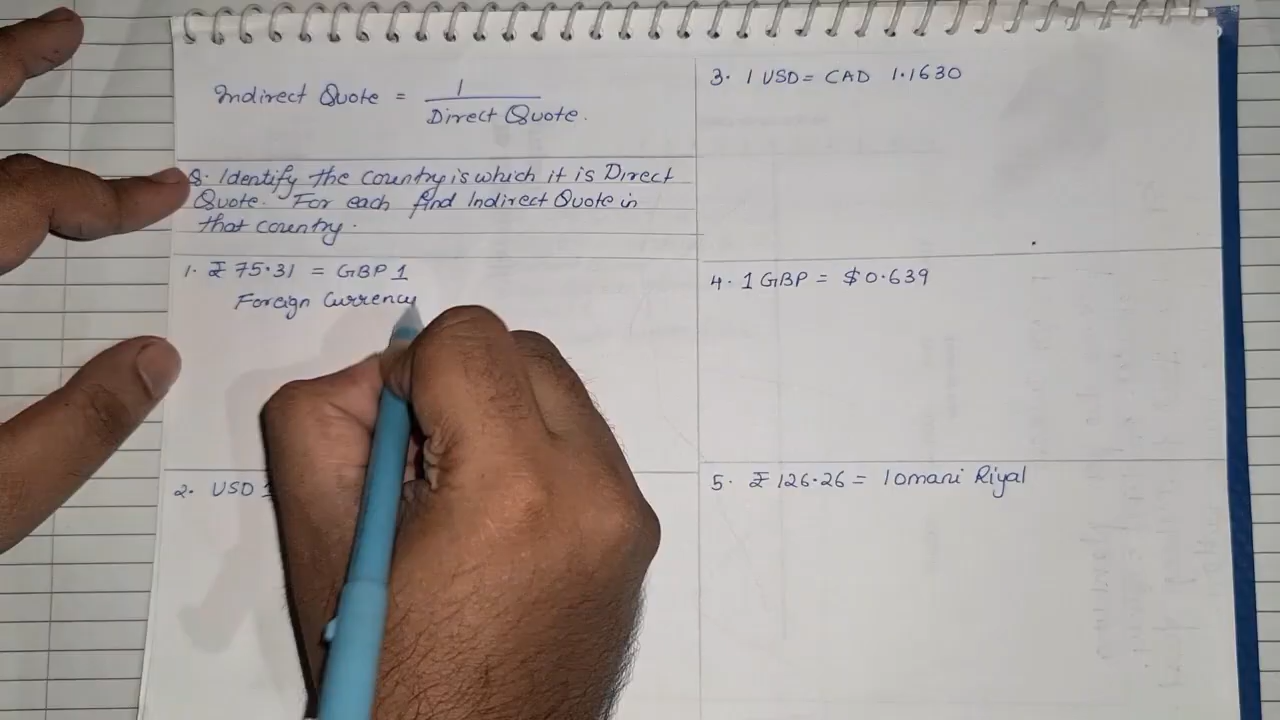 Indirect Quote = 1
Direct Quote.
Q. Identify the country is which it is Direct
Quote. For each find Indirect Quote in
that country.
1. ₹ 75.31 = GBP 1
Foreign Currency
2. USD
3. 1 USD = CAD 1.1630
4. 1 GBP = $ 0.639
5. ₹ 126.26 = 1 omani Riyal